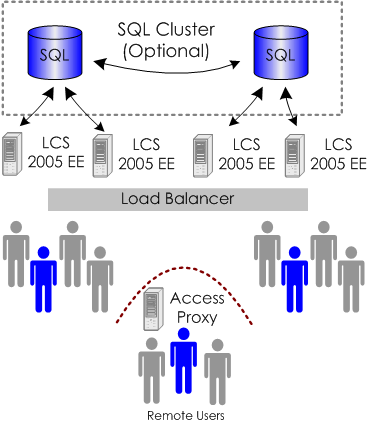 SQL Cluster
(Optional)
SQL
SQL
LCS
2005 EE
LCS
2005 EE
LCS
2005 EE
LCS
2005 EE
Load Balancer
Access
Proxy
Remote Users